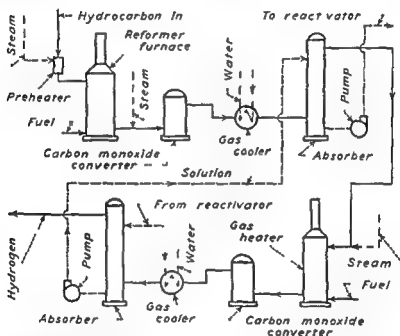 Steam
Hydrocarbon In
Reformer
furnace
To reactivator
Preheater
Steam
Water
Pump
Fuel
Gas
cooler
Absorber
Carbon monoxide
converter
Solution
From reactivator
Hydrogen
Pump
Water
Gas
heater
Steam
Fuel
Gas
cooler
Absorber
Carbon monoxide
converter